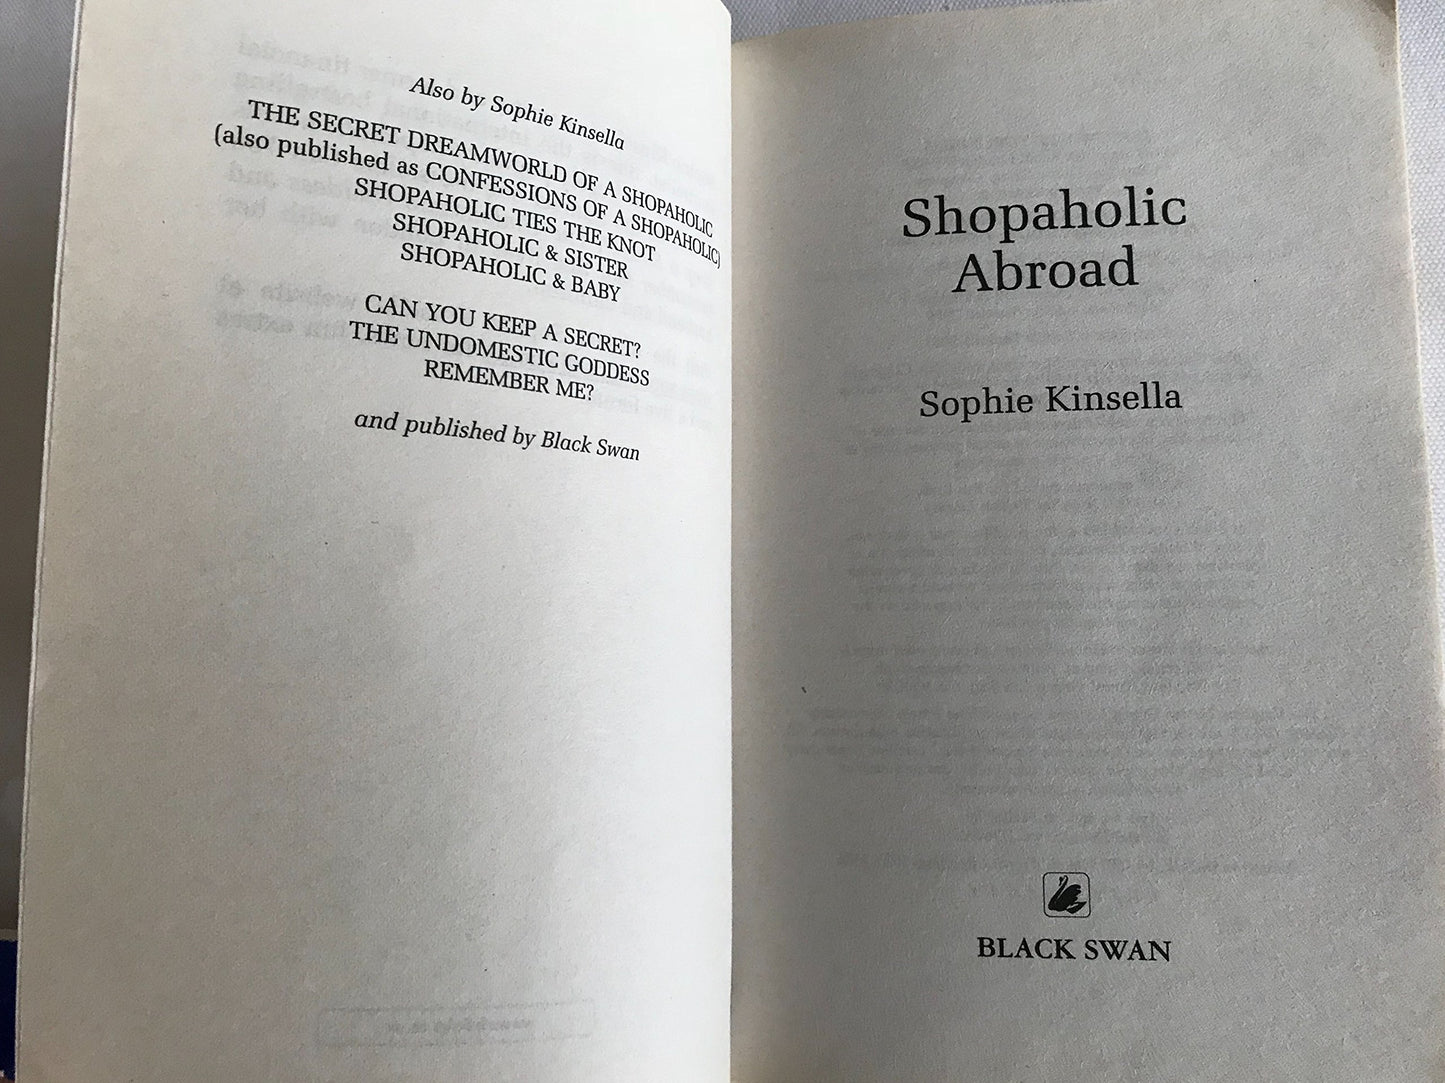 Also by Sophie Kinsella
THE SECRET DREAMWORLD OF A SHOPAHOLIC
(also published as CONFESSIONS OF A SHOPAHOLIC)
SHOPAHOLIC TIES THE KNOT
SHOPAHOLIC & SISTER
SHOPAHOLIC & BABY
CAN YOU KEEP A SECRET?
THE UNDOMESTIC GODDESS
REMEMBER ME?
and published by Black Swan
Shopaholic
Abroad
Sophie Kinsella
BLACK SWAN